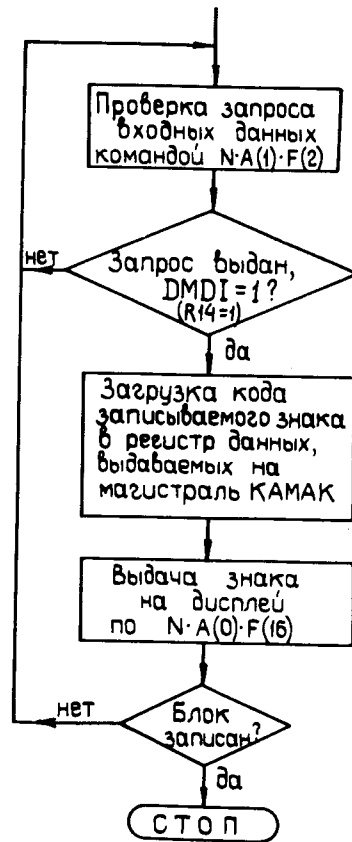 Проверка запроса
входных данных
командой N·A(1)·F(2)
нет
Запрос выдан,
DMDI=1?
(R14=1)
да
Загрузка кода
записываемого знака
в регистр данных,
выдаваемых на
магистраль КАМАК
Выдача знака
на дисплей
по N·A(0)·F(16)
нет
Блок
записан?
да
СТОП